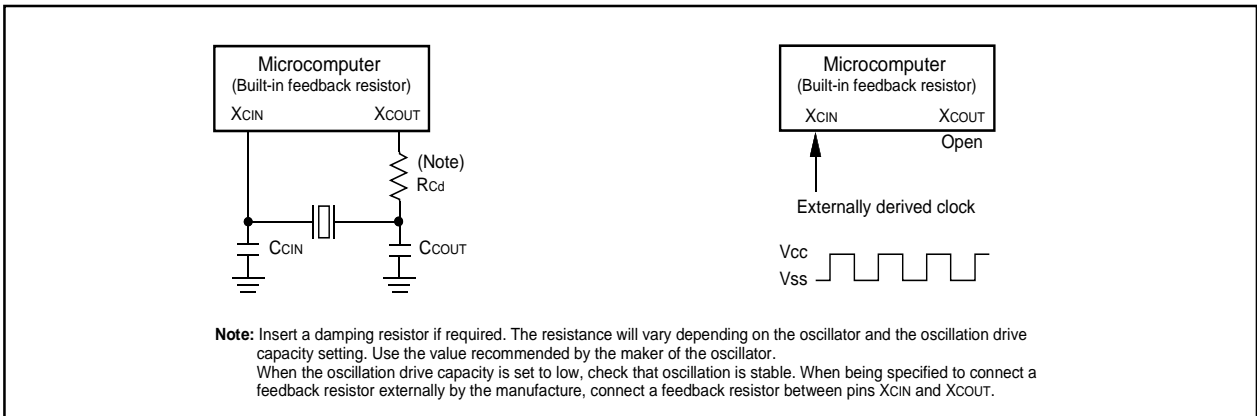 Microcomputer
(Built-in feedback resistor)
XCIN XCOUT
(Note)
RCd
CCIN CCOUT
Microcomputer
(Built-in feedback resistor)
XCIN XCOUT
Open
Externally derived clock
Vcc
Vss
Note: Insert a damping resistor if required. The resistance will vary depending on the oscillator and the oscillation drive
capacity setting. Use the value recommended by the maker of the oscillator.
When the oscillation drive capacity is set to low, check that oscillation is stable. When being specified to connect a
feedback resistor externally by the manufacture, connect a feedback resistor between pins XCIN and XCOUT.